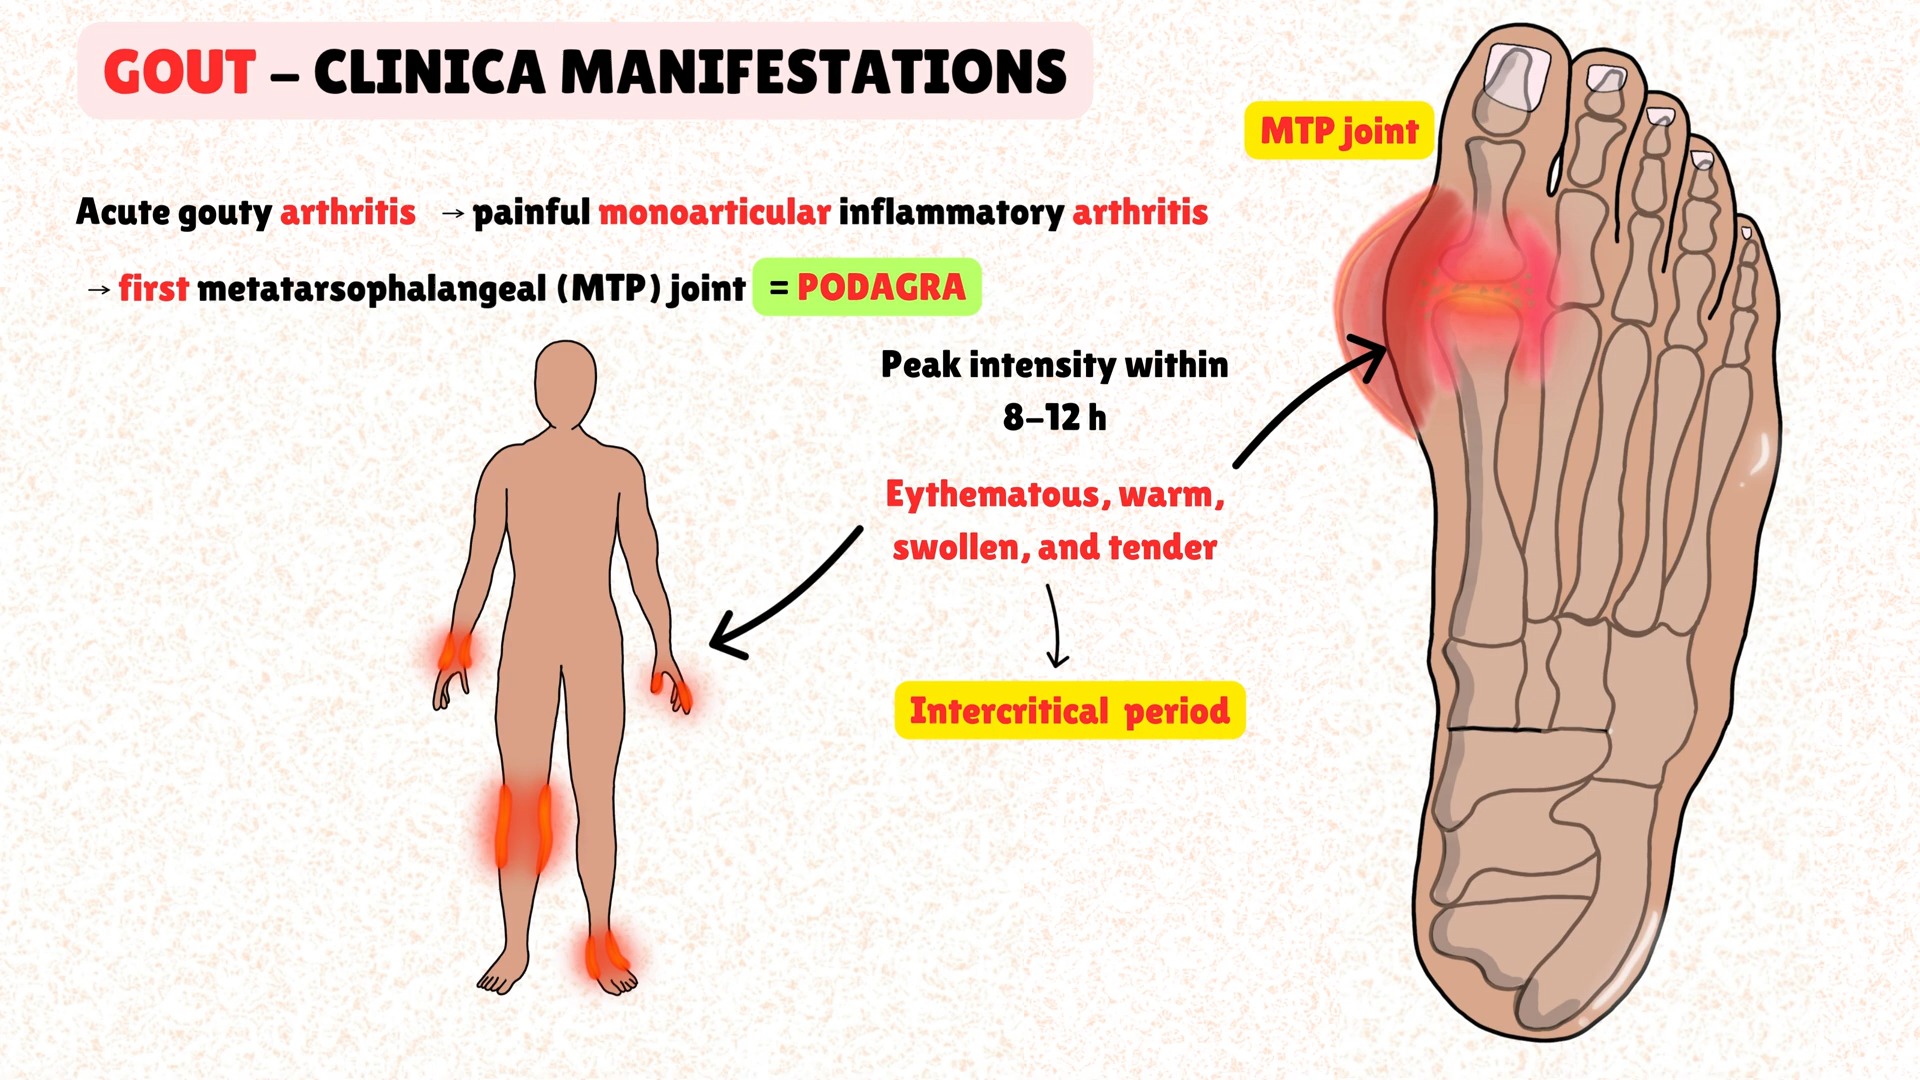 GOUT – CLINICA MANIFESTATIONS
MTP joint
Acute gouty arthritis → painful monoarticular inflammatory arthritis
→ first metatarsophalangeal (MTP) joint = PODAGRA
Peak intensity within
8–12 h
Eythematous, warm,
swollen, and tender
Intercritical period